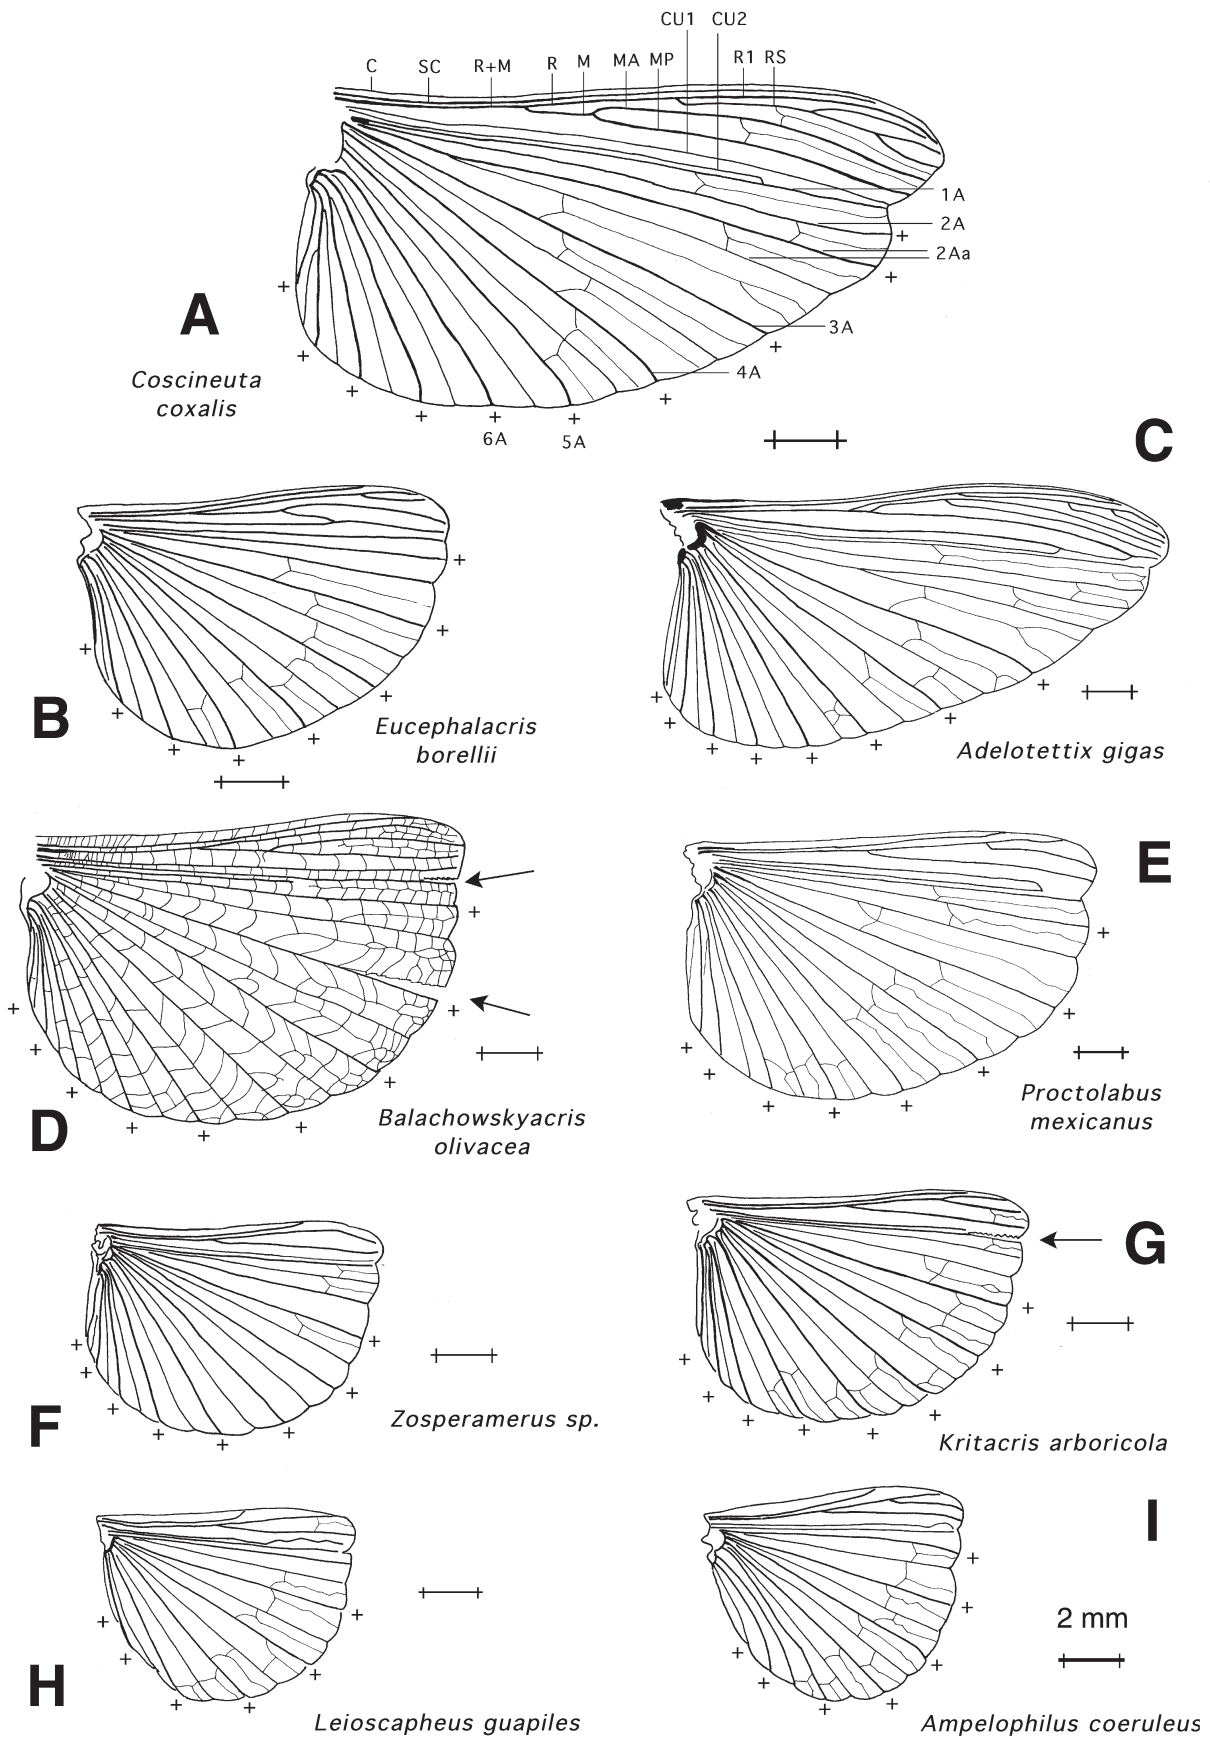 CU1 CU2
C SC R+M R M MA MP R1 RS
1A
2A
2Aa
3A
4A
6A 5A
A
Coscineuta
coxalis
C
B
Eucephalacris
borellii
Adelotettix gigas
D
Balachowskyacris
olivacea
E
Proctolabus
mexicanus
F
Zosperamerus sp.
G
Kritacris arboricola
H
Leioscapheus guapiles
I
2 mm
Ampelophilus coeruleus